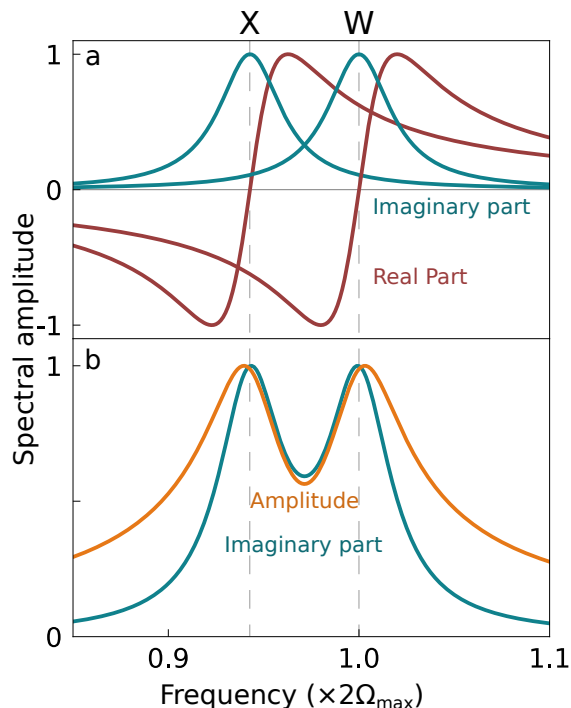 X W
a
1
0
-1
Imaginary part
Real Part
Spectral amplitude
b
1
0
Amplitude
Imaginary part
0.9 1.0 1.1
Frequency (×2Ωmax)